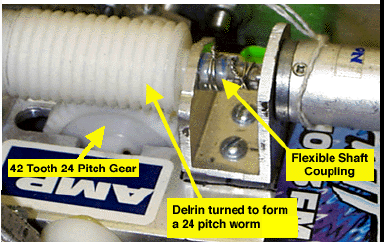 42 Tooth 24 Pitch Gear
Flexible Shaft
Coupling
Delrin turned to form
a 24 pitch worm
AMP